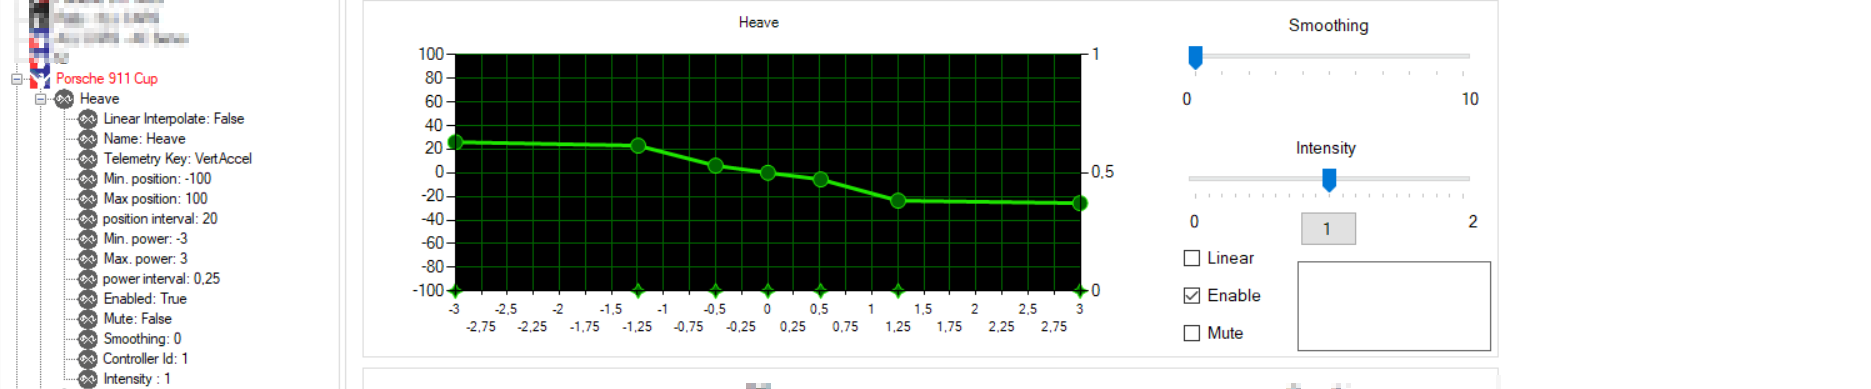 Porsche 911 Cup
Heave
Linear Interpolate: False
Name: Heave
Telemetry Key: VertAccel
Min. position: -100
Max position: 100
position interval: 20
Min. power: -3
Max. power: 3
power interval: 0,25
Enabled: True
Mute: False
Smoothing: 0
Controller Id: 1
Intensity : 1
Heave
100
80
60
40
20
0
-20
-40
-60
-80
-100
1
0.5
0
-3 -2,5 -2 -1,5 -1 -0,5 0 0,5 1 1,5 2 2,5 3
-2,75 -2,25 -1,75 -1,25 -0,75 -0,25 0,25 0,75 1,25 1,75 2,25 2,75
Smoothing
0 10
Intensity
0 2
1
Linear
Enable
Mute